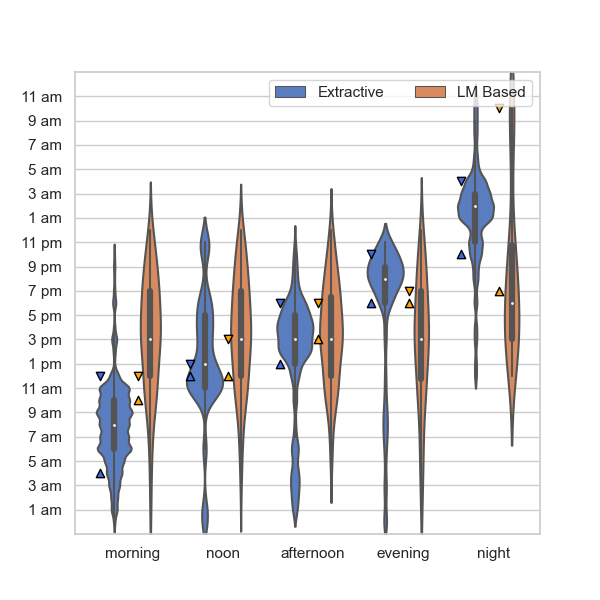 Extractive LM Based
11 am
9 am
7 am
5 am
3 am
1 am
11 pm
9 pm
7 pm
5 pm
3 pm
1 pm
11 am
9 am
7 am
5 am
3 am
1 am
morning noon afternoon evening night